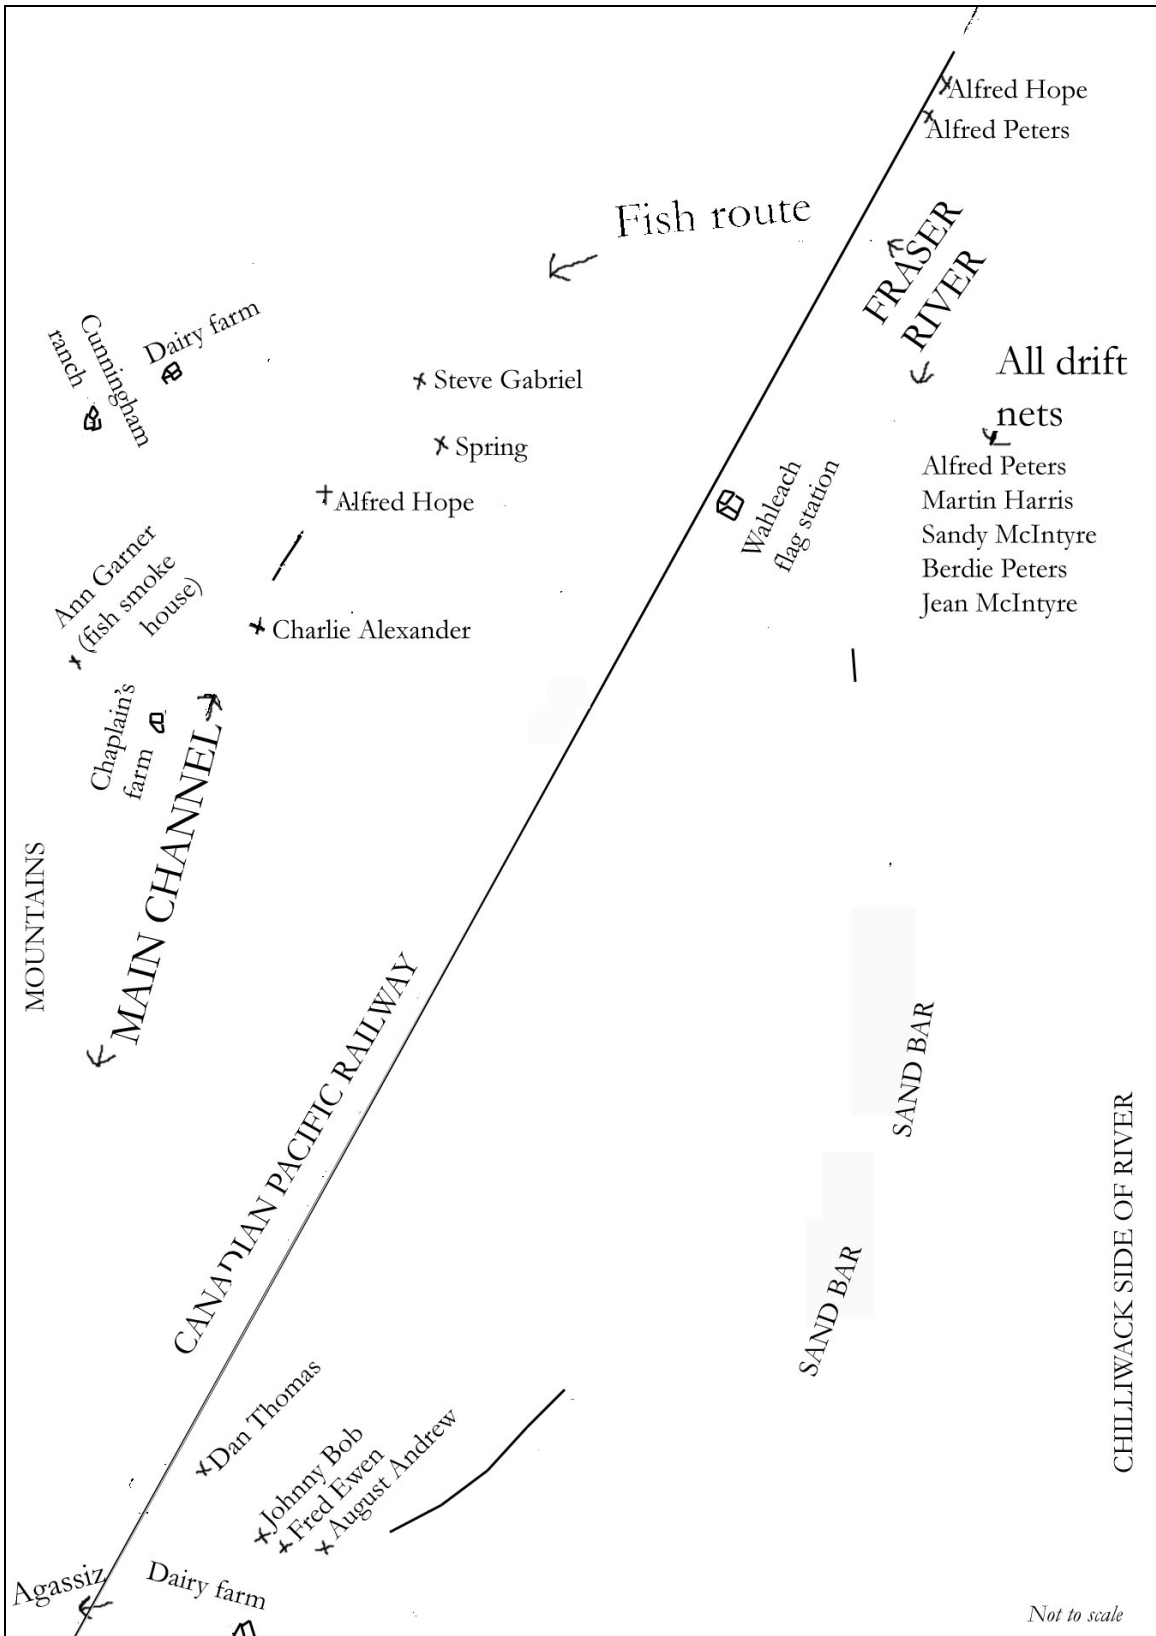 Alfred Hope
Alfred Peters
Fish route
FRASER
RIVER
All drift
nets
Alfred Peters
Martin Harris
Sandy McIntyre
Berdie Peters
Jean McIntyre
Dairy farm
Cunningham
ranch
Steve Gabriel
Spring
Alfred Hope
Wahleach
flag station
Ann Garner
(fish smoke
house)
Charlie Alexander
Chaplain's
farm
MAIN CHANNEL
MOUNTAINS
CANADIAN PACIFIC RAILWAY
SAND BAR
SAND BAR
CHILLIWACK SIDE OF RIVER
Dan Thomas
Johnny Bob
Fred Ewen
August Andrew
Agassiz
Dairy farm
Not to scale